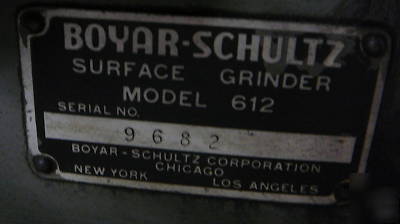 BOYAR-SCHULTZ
SURFACE GRINDER
MODEL 612
SERIAL NO.
9682
BOYAR-SCHULTZ CORPORATION
CHICAGO
NEW YORK LOS ANGELES